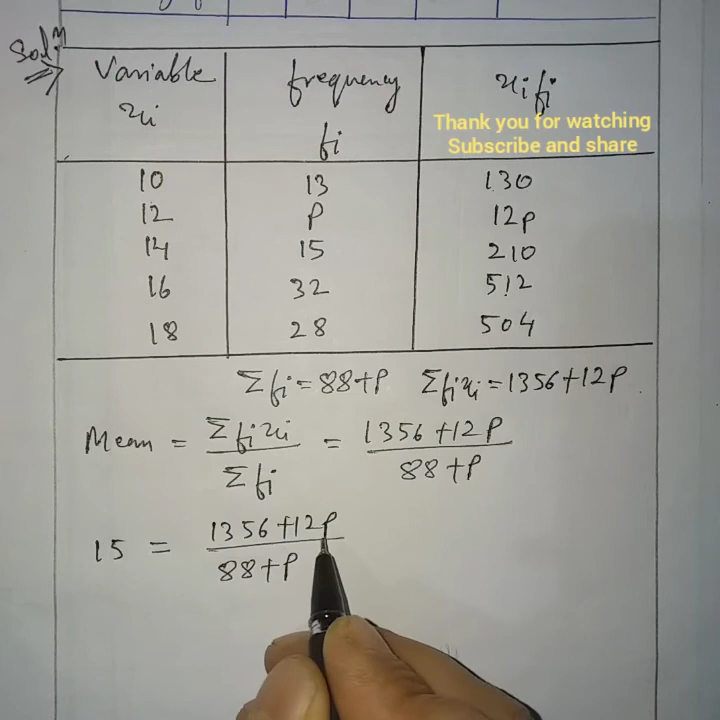 Solⁿ
Variable xi frequency fi xifi
Thank you for watching
Subscribe and share
10 13 130
12 P 12p
14 15 210
16 32 512
18 28 504
Σfi = 88+P Σfixi = 1356+12P
Mean = Σfixi / Σfi = 1356+12P / 88+P
15 = 1356+12P / 88+P